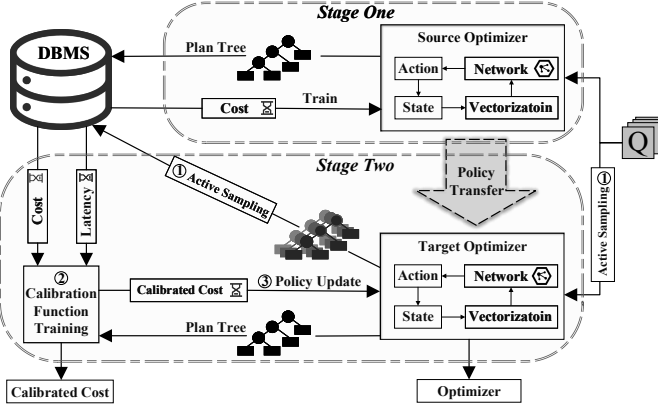 Stage One
DBMS
Plan Tree
Source Optimizer
Action
Network
State
Vectorizatoin
Cost
Train
Q
Stage Two
① Active Sampling
Policy
Transfer
① Active Sampling
Cost
Latency
Target Optimizer
Action
Network
State
Vectorizatoin
②
Calibration
Function
Training
Calibrated Cost
③ Policy Update
Plan Tree
Calibrated Cost
Optimizer